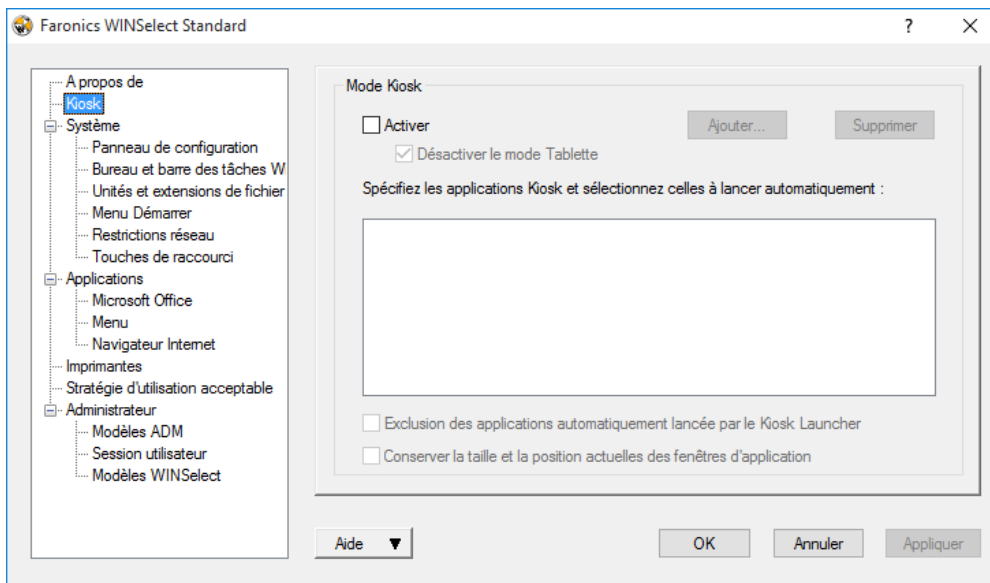 Faronics WINSelect Standard
?
A propos de
Kiosk
Système
Panneau de configuration
Bureau et barre des tâches W
Unités et extensions de fichier
Menu Démarrer
Restrictions réseau
Touches de raccourci
Applications
Microsoft Office
Menu
Navigateur Internet
Imprimantes
Stratégie d'utilisation acceptable
Administrateur
Modèles ADM
Session utilisateur
Modèles WINSelect
Mode Kiosk
Activer
Ajouter...
Supprimer
Désactiver le mode Tablette
Spécifiez les applications Kiosk et sélectionnez celles à lancer automatiquement :
Exclusion des applications automatiquement lancée par le Kiosk Launcher
Conserver la taille et la position actuelles des fenêtres d'application
Aide
OK
Annuler
Appliquer